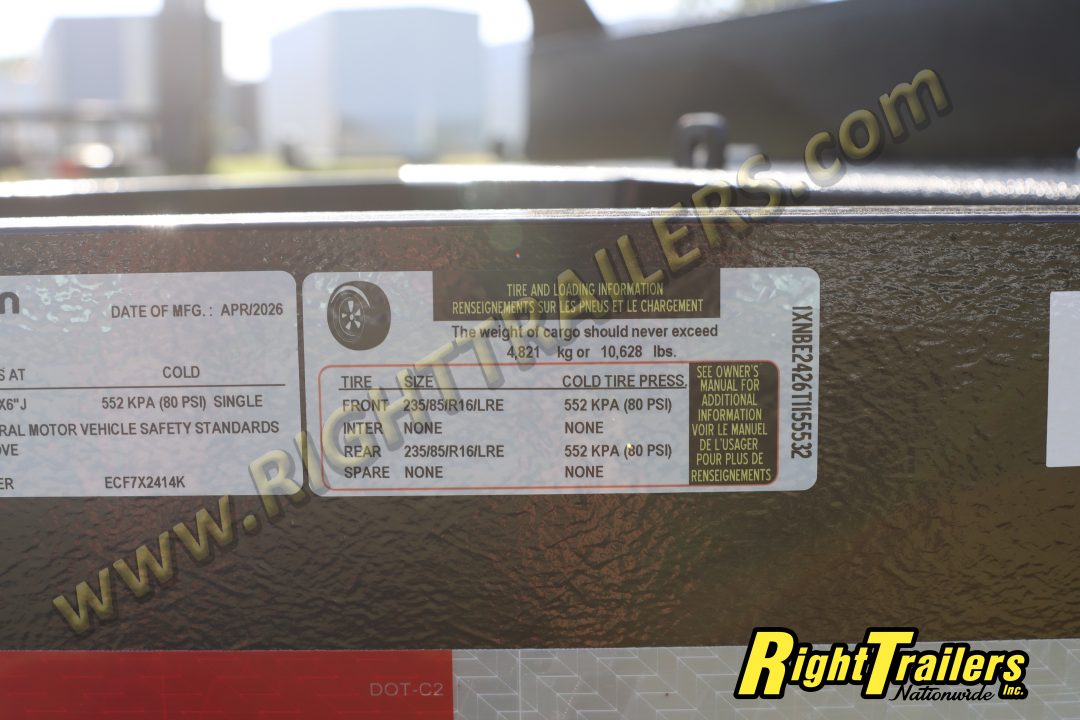 n
DATE OF MFG. : APR/2026
S AT COLD
X6"J 552 KPA (80 PSI) SINGLE
RAL MOTOR VEHICLE SAFETY STANDARDS
OVE
ER ECF7X2414K
TIRE AND LOADING INFORMATION
RENSEIGNEMENTS SUR LES PNEUS ET LE CHARGEMENT
The weight of cargo should never exceed
4,821 kg or 10,628 lbs.
TIRE SIZE COLD TIRE PRESS.
FRONT 235/85/R16/LRE 552 KPA (80 PSI)
INTER NONE NONE
REAR 235/85/R16/LRE 552 KPA (80 PSI)
SPARE NONE NONE
SEE OWNER'S
MANUAL FOR
ADDITIONAL
INFORMATION
VOIR LE MANUEL
DE L'USAGER
POUR PLUS DE
RENSEIGNEMENTS
1XNBE2426T1155532
www.RIGHTTRAILERS.com
DOT-C2
RightTrailers
Nationwide Inc.